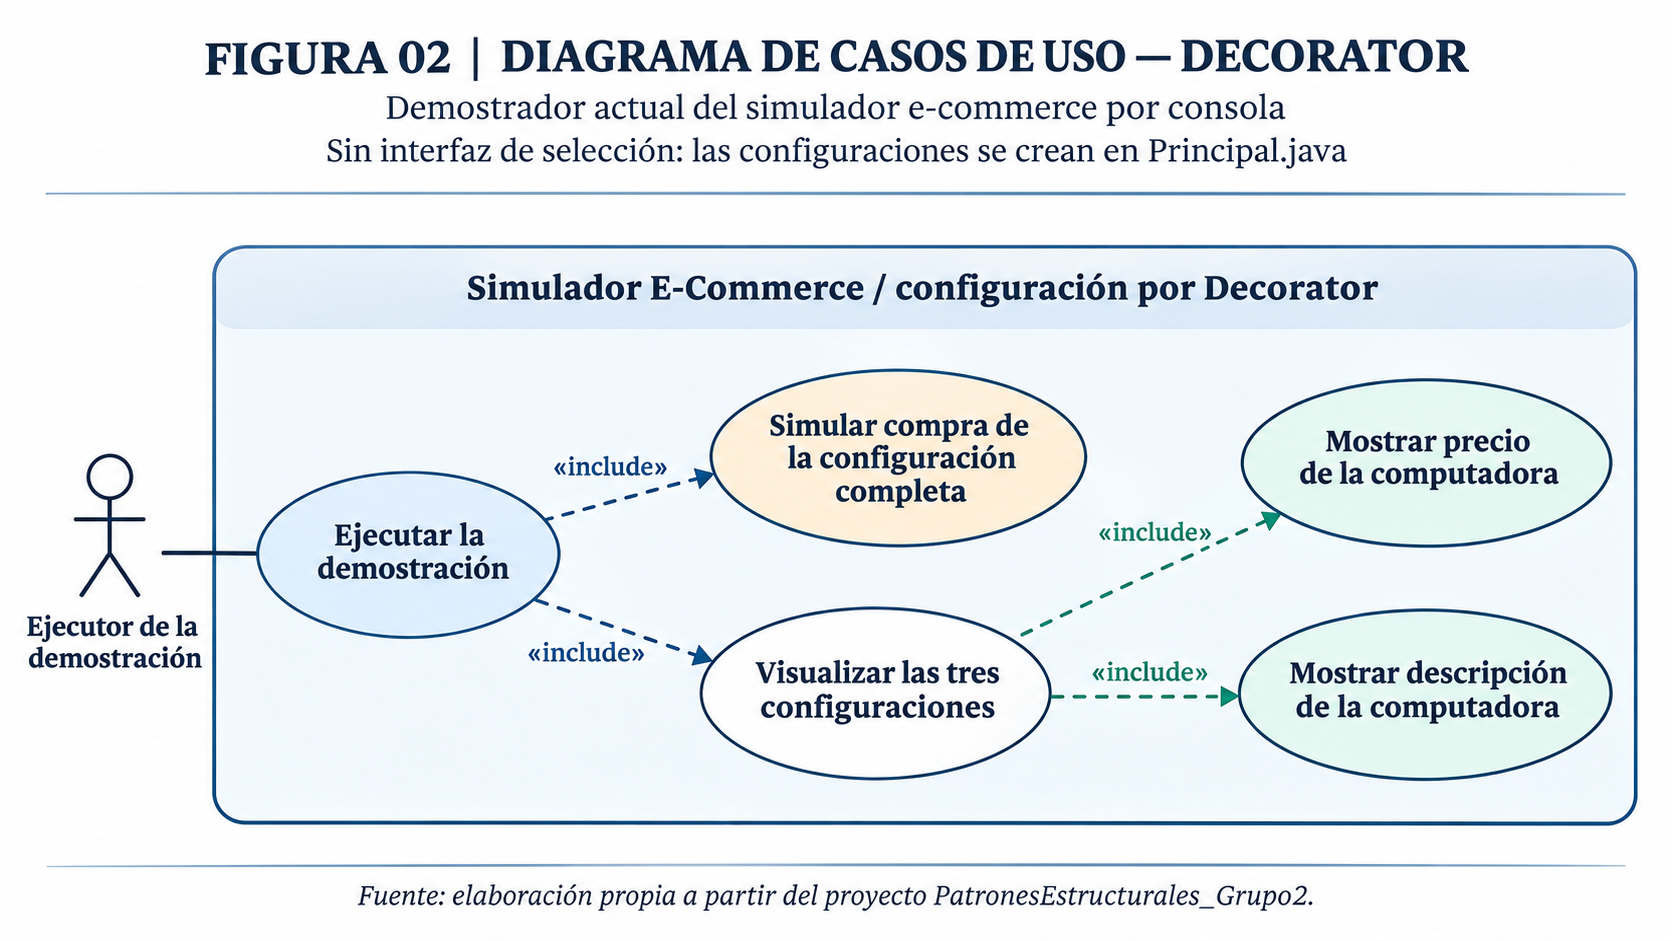 FIGURA 02 | DIAGRAMA DE CASOS DE USO — DECORATOR
Demostrador actual del simulador e-commerce por consola
Sin interfaz de selección: las configuraciones se crean en Principal.java
Simulador E-Commerce / configuración por Decorator
Ejecutor de la
demostración
Ejecutar la
demostración
«include»
«include»
Simular compra de
la configuración
completa
Visualizar las tres
configuraciones
«include»
«include»
Mostrar precio
de la computadora
Mostrar descripción
de la computadora
Fuente: elaboración propia a partir del proyecto PatronesEstructurales_Grupo2.